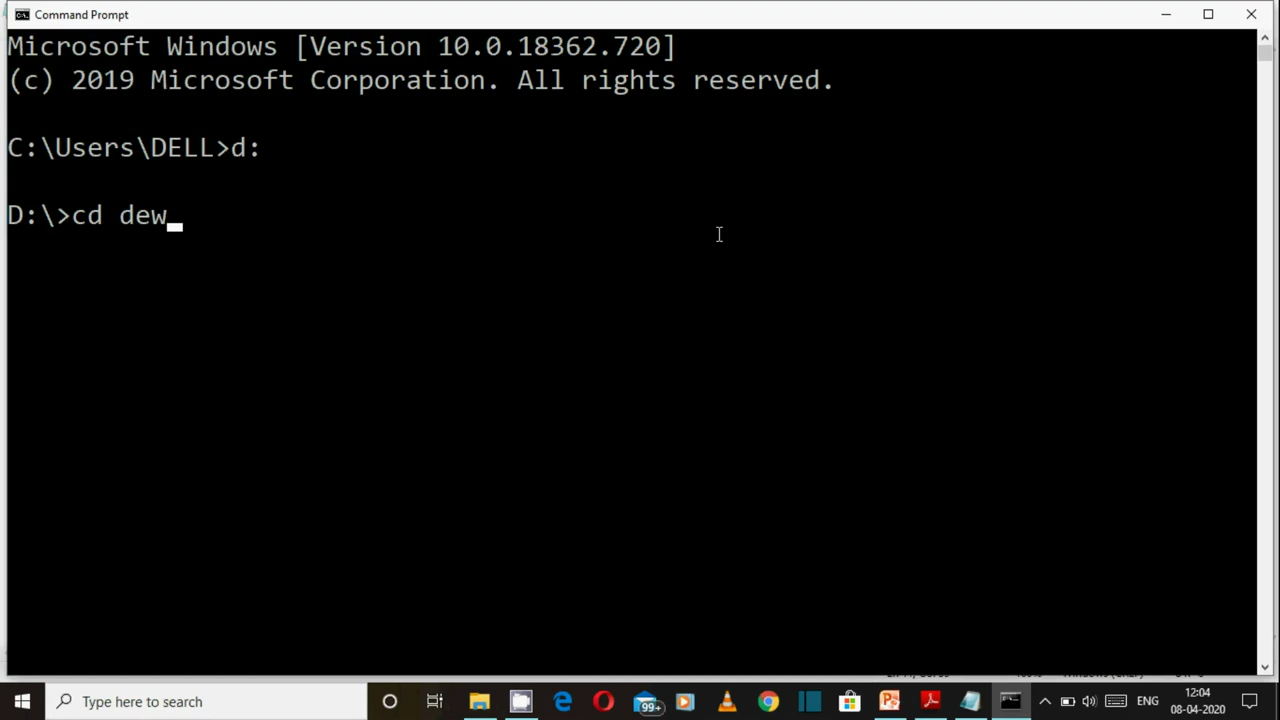 Command Prompt
Microsoft Windows [Version 10.0.18362.720]
(c) 2019 Microsoft Corporation. All rights reserved.
C:\Users\DELL>d:
D:\>cd dew
Type here to search
99+
ENG
12:04
08-04-2020